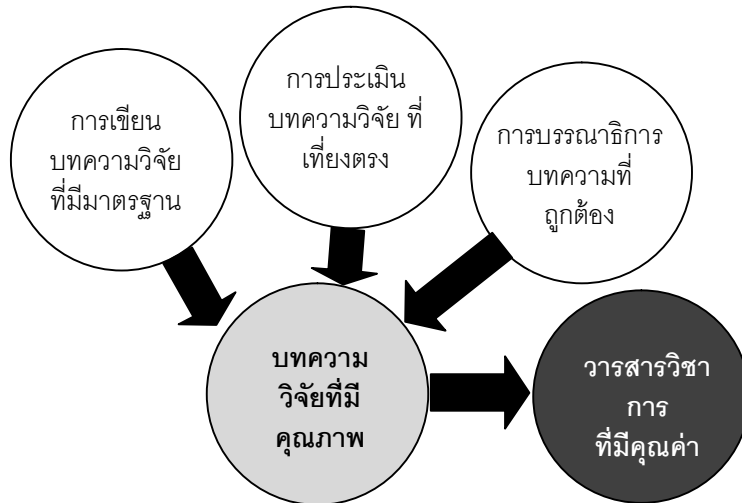 การเขียน
บทความวิจัย
ที่มีมาตรฐาน
การประเมิน
บทความวิจัย ที่
เที่ยงตรง
การบรรณาธิการ
บทความที่
ถูกต้อง
บทความ
วิจัยที่มี
คุณภาพ
วารสารวิชา
การ
ที่มีคุณค่า